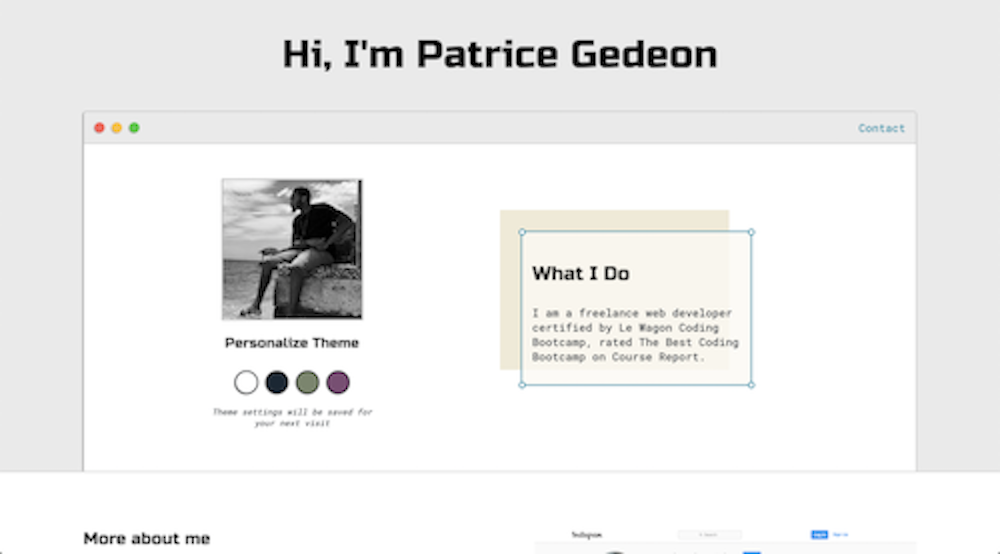 Hi, I'm Patrice Gedeon
Contact
What I Do
I am a freelance web developer
certified by Le Wagon Coding
Bootcamp, rated The Best Coding
Bootcamp on Course Report.
Personalize Theme
Theme settings will be saved for
your next visit
More about me
Instagram